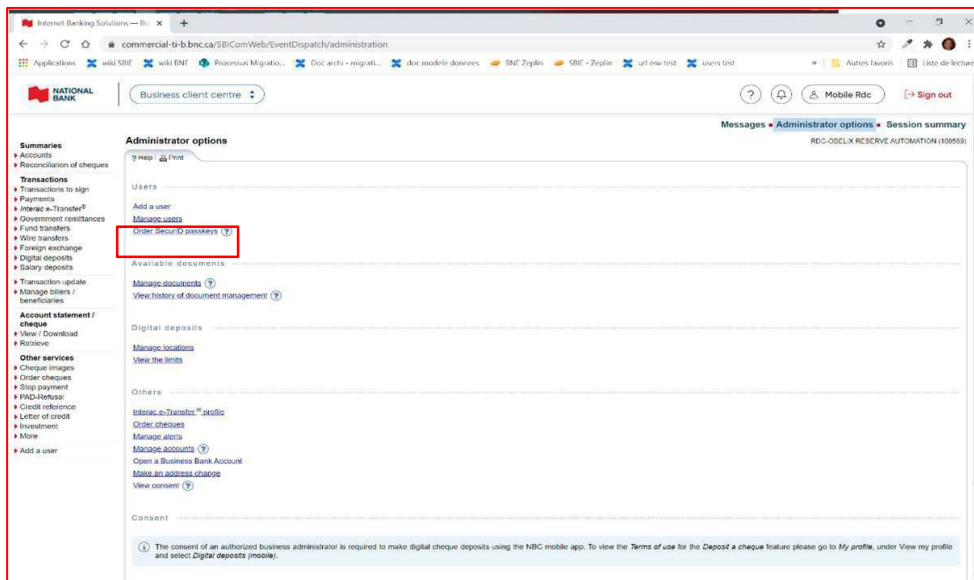 Internet Banking Solutions — Bu
commercial-ti-b.bnc.ca/SBIComWeb/EventDispatch/administration
Applications wiki SBIE wiki BNE Processus Migratio... Doc archi - migrati... doc modele donnees BNE Zeplin SBIE - Zeplin url env test users test » Autres favoris Liste de lecture
NATIONAL BANK
Business client centre
? Mobile Rdc Sign out
Messages Administrator options Session summary
RDC-OBELIX RESERVE AUTOMATION (100589)
Summaries
Accounts
Reconciliation of cheques
Transactions
Transactions to sign
Payments
Interac e-Transfer®
Government remittances
Fund transfers
Wire transfers
Foreign exchange
Digital deposits
Salary deposits
Transaction update
Manage billers /
beneficiaries
Account statement /
cheque
View / Download
Retrieve
Other services
Cheque images
Order cheques
Stop payment
PAD-Refusal
Credit reference
Letter of credit
Investment
More
Add a user
Administrator options
? Help Print
Users
Add a user
Manage users
Order SecurID passkeys ?
Available documents
Manage documents ?
View history of document management ?
Digital deposits
Manage locations
View the limits
Others
Interac e-Transfer ® profile
Order cheques
Manage alerts
Manage accounts ?
Open a Business Bank Account
Make an address change
View consent ?
Consent
The consent of an authorized business administrator is required to make digital cheque deposits using the NBC mobile app. To view the Terms of use for the Deposit a cheque feature please go to My profile, under View my profile
and select Digital deposits (mobile).